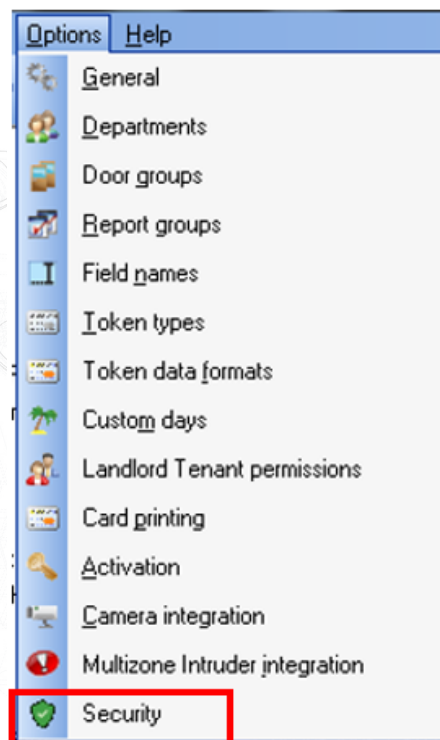 Options Help
General
Departments
Door groups
Report groups
Field names
Token types
Token data formats
Custom days
Landlord Tenant permissions
Card printing
Activation
Camera integration
Multizone Intruder integration
Security